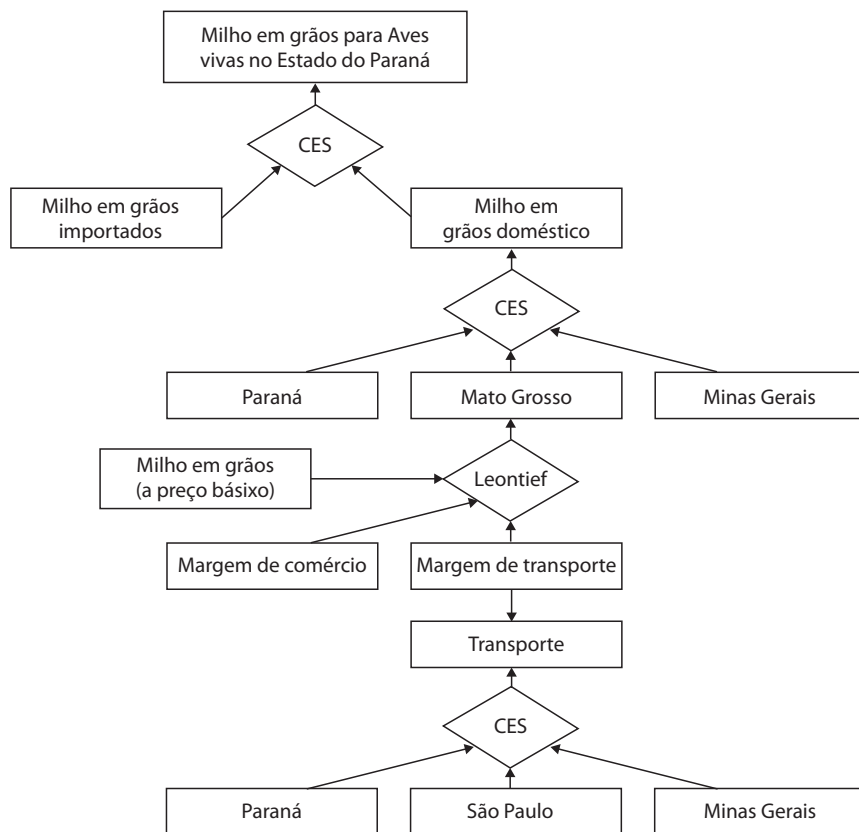 Milho em grãos para Aves
vivas no Estado do Paraná
CES
Milho em grãos
importados
Milho em
grãos doméstico
CES
Paraná
Mato Grosso
Minas Gerais
Milho em grãos
(a preço básixo)
Leontief
Margem de comércio
Margem de transporte
Transporte
CES
Paraná
São Paulo
Minas Gerais